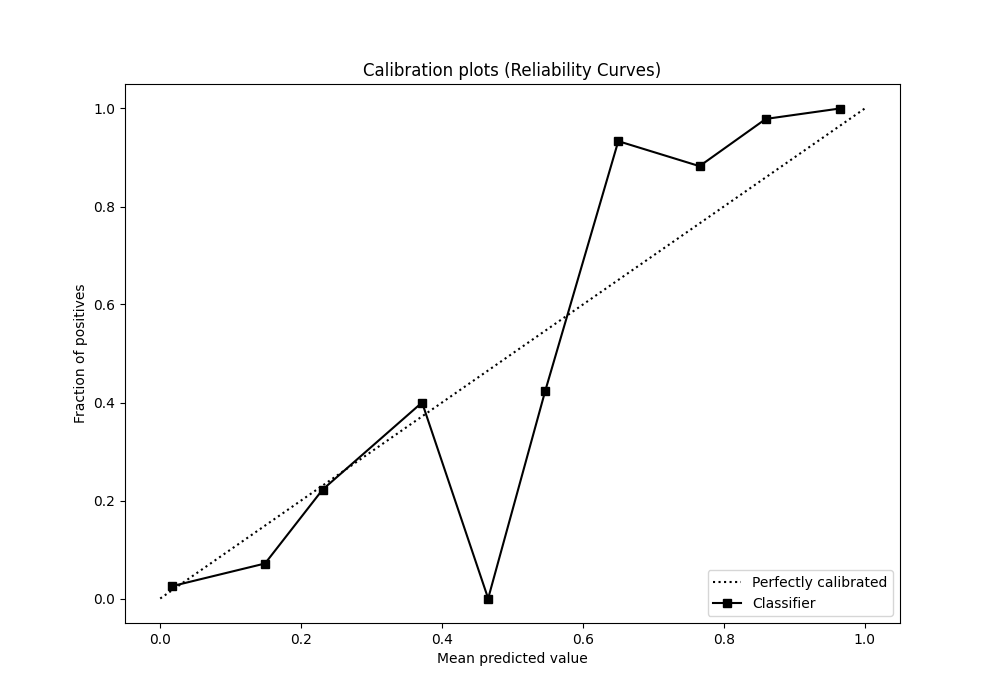 Calibration plots (Reliability Curves)
1.0
0.8
0.6
0.4
0.2
0.0
Fraction of positives
0.0 0.2 0.4 0.6 0.8 1.0
Mean predicted value
Perfectly calibrated
Classifier